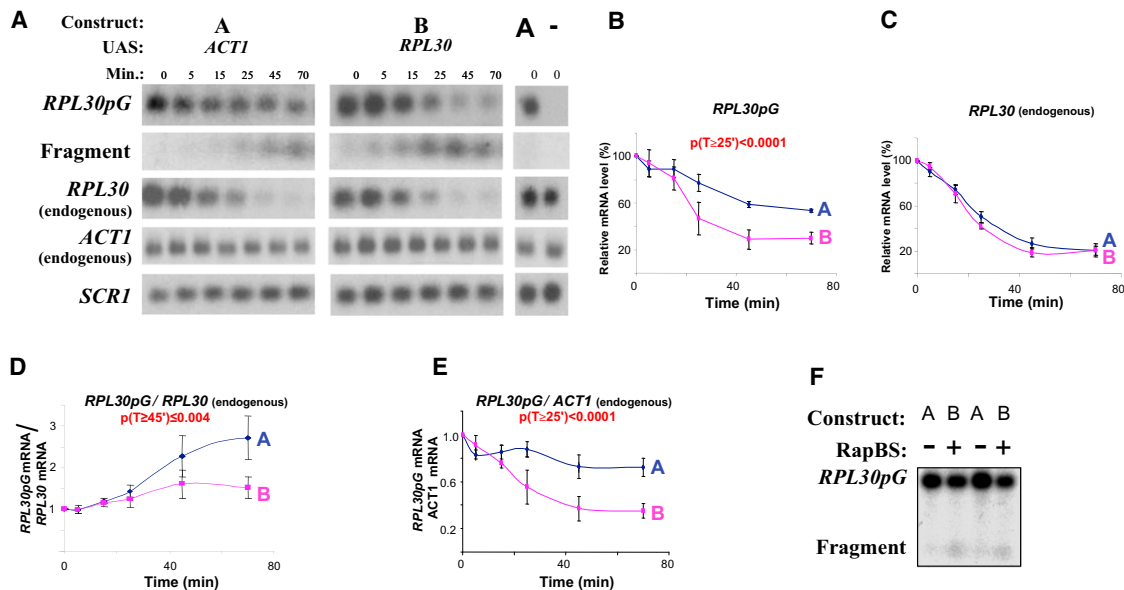 A
Construct: A B A -
UAS: ACT1 RPL30
Min.: 0 5 15 25 45 70 0 5 15 25 45 70 0 0
RPL30pG
Fragment
RPL30
(endogenous)
ACT1
(endogenous)
SCR1
B
RPL30pG
p(T≥25')<0.0001
Relative mRNA level (%)
100
60
20
A
B
0 40 80
Time (min)
C
RPL30 (endogenous)
Relative mRNA level (%)
100
60
20
A
B
0 40 80
Time (min)
D
RPL30pG/ RPL30 (endogenous)
p(T≥45')≤0.004
RPL30pG mRNA/
RPL30 mRNA
3
2
1
A
B
0 40 80
Time (min)
E
RPL30pG/ ACT1 (endogenous)
p(T≥25')<0.0001
RPL30pG mRNA
ACT1 mRNA
1.0
0.6
0.2
A
B
0 40 80
Time (min)
F
Construct: A B A B
RapBS: - + - +
RPL30pG
Fragment